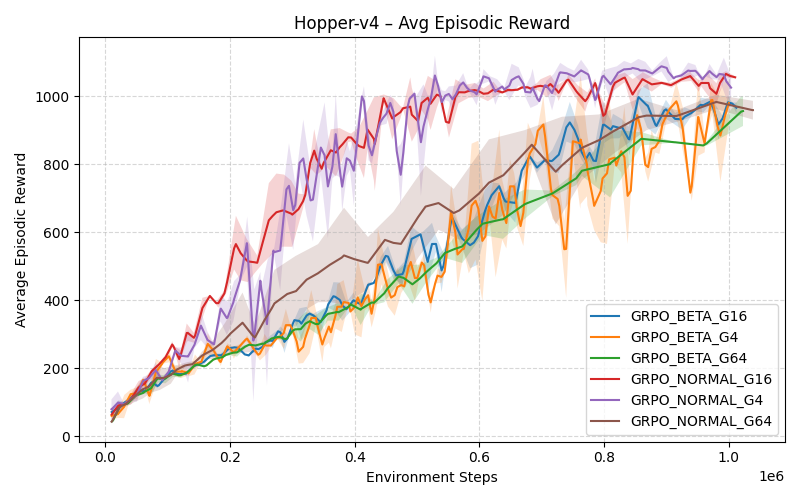 Hopper-v4 – Avg Episodic Reward
Average Episodic Reward
1000
800
600
400
200
0
GRPO_BETA_G16
GRPO_BETA_G4
GRPO_BETA_G64
GRPO_NORMAL_G16
GRPO_NORMAL_G4
GRPO_NORMAL_G64
0.0 0.2 0.4 0.6 0.8 1.0
1e6
Environment Steps